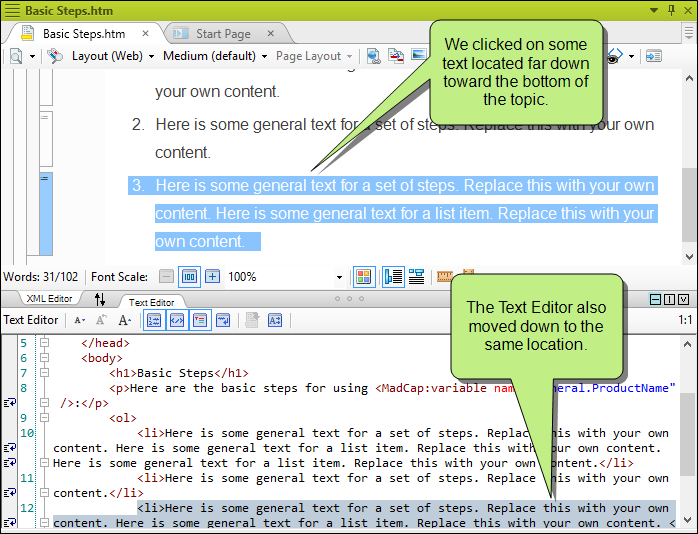 Basic Steps.htm
Basic Steps.htm
Start Page
Layout (Web)
Medium (default)
Page Layout
We clicked on some
text located far down
toward the bottom of
the topic.
your own content.
2. Here is some general text for a set of steps. Replace this with your own
content.
3. Here is some general text for a set of steps. Replace this with your own
content. Here is some general text for a list item. Replace this with your
own content.
Words: 31/102 Font Scale: 100 100%
XML Editor
Text Editor
The Text Editor also
moved down to the
same location.
Text Editor A A A 1:1
5 </head>
6 <body>
7 <h1>Basic Steps</h1>
8 <p>Here are the basic steps for using <MadCap:variable eneral.ProductName"
/>:</p>
9 <ol>
10 <li>Here is some general text for a set of steps. Replace this with your own
content. Here is some general text for a list item. Replace this with your own content.
Here is some general text for a list item. Replace this with your own content.</li>
11 <li>Here is some general text for a set of steps. Replace this with your own
content.</li>
12 <li>Here is some general text for a set of steps. Replace this with your own
content. Here is some general text for a list item. Replace this with your own content. <